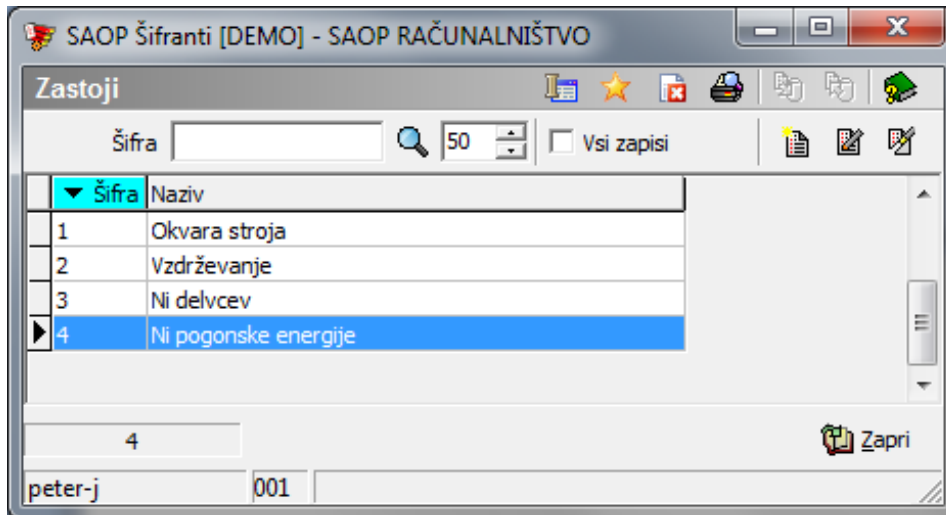 SAOP Šifranti [DEMO] - SAOP RAČUNALNIŠTVO
Zastoji
Šifra 50 Vsi zapisi
Šifra Naziv
1 Okvara stroja
2 Vzdrževanje
3 Ni delvcev
4 Ni pogonske energije
4 Zapri
peter-j 001